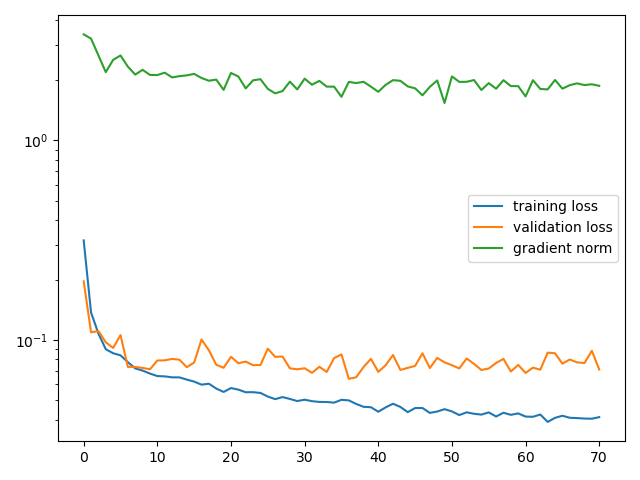 10⁰
10⁻¹
training loss
validation loss
gradient norm
0 10 20 30 40 50 60 70